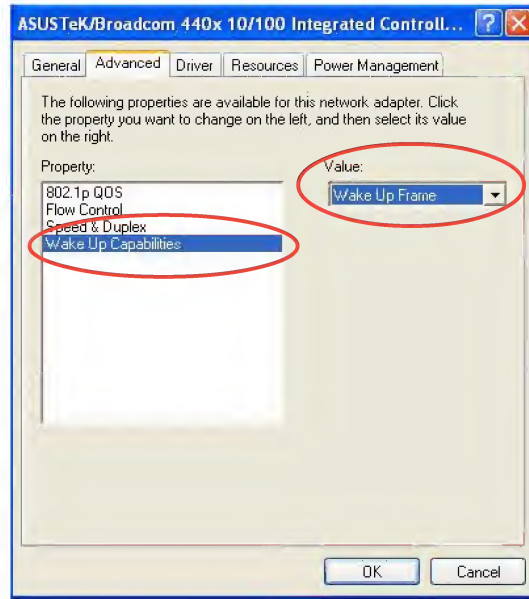 ASUSTeK/Broadcom 440x 10/100 Integrated Controll...
General Advanced Driver Resources Power Management
The following properties are available for this network adapter. Click
the property you want to change on the left, and then select its value
on the right.
Property:
Value:
802.1p QOS
Wake Up Frame
Flow Control
Speed & Duplex
Wake Up Capabilities
OK Cancel